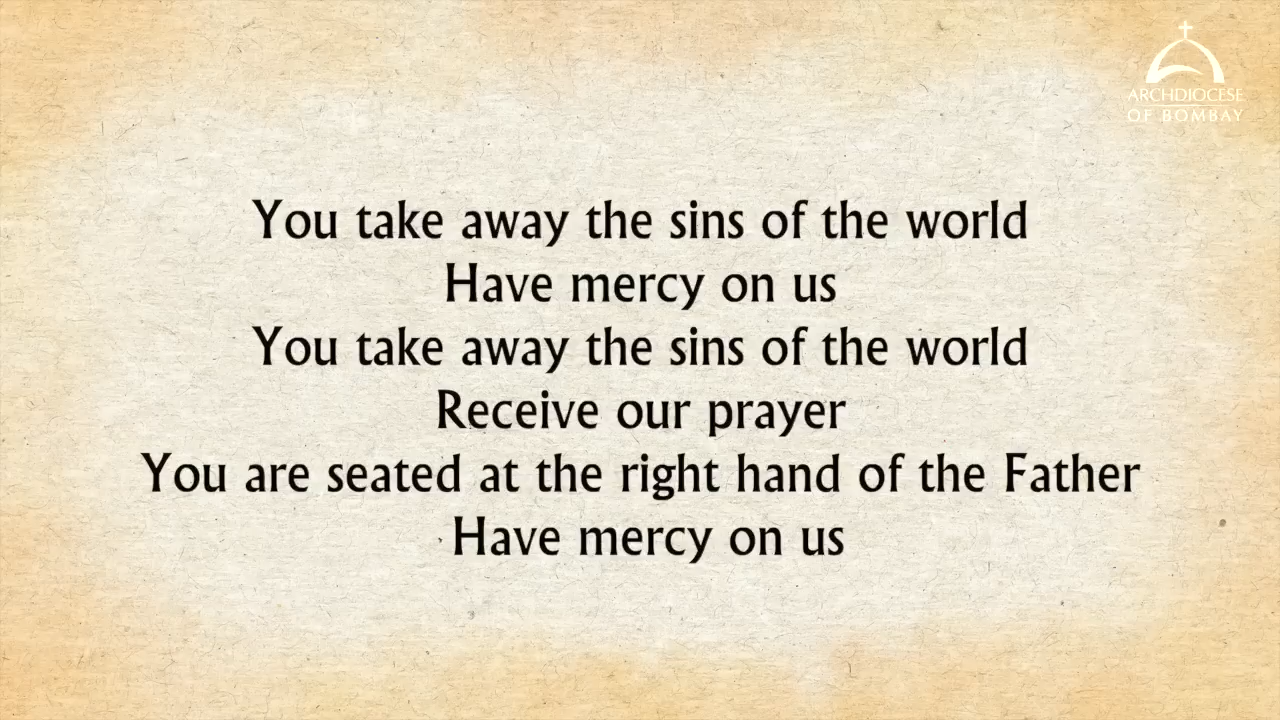 ARCHDIOCESE
OF BOMBAY
You take away the sins of the world
Have mercy on us
You take away the sins of the world
Receive our prayer
You are seated at the right hand of the Father
Have mercy on us